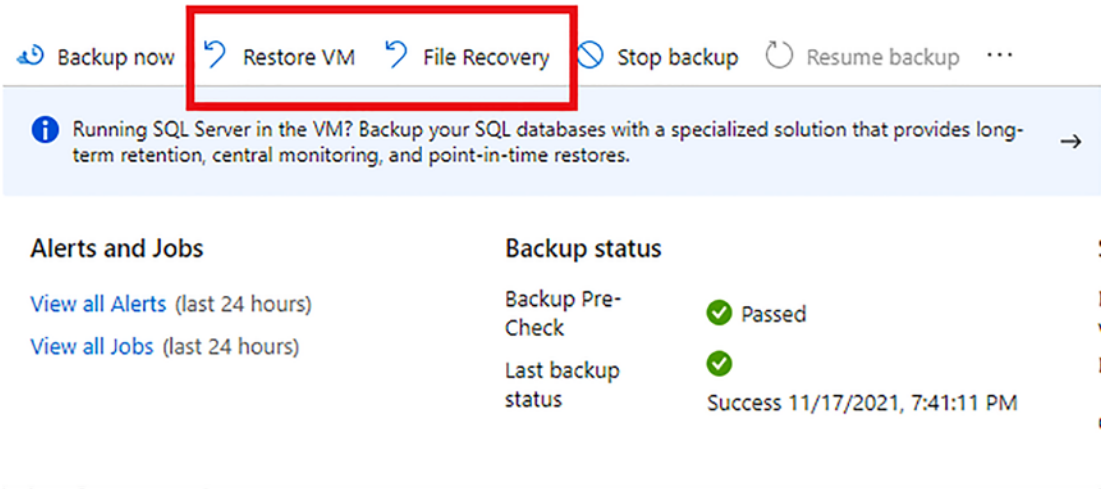 Backup now Restore VM File Recovery Stop backup Resume backup ...
Running SQL Server in the VM? Backup your SQL databases with a specialized solution that provides long-
term retention, central monitoring, and point-in-time restores.
Alerts and Jobs
View all Alerts (last 24 hours)
View all Jobs (last 24 hours)
Backup status
Backup Pre-
Check
Passed
Last backup
status
Success 11/17/2021, 7:41:11 PM